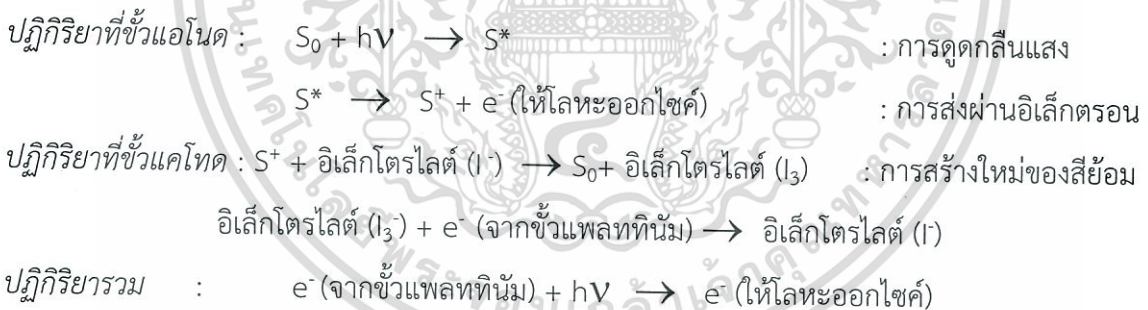 ปฏิกิริยาที่ขั้วแอโนด : S₀ + hν → S* : การดูดกลืนแสง
S* → S⁺ + e⁻ (ให้โลหะออกไซค์) : การส่งผ่านอิเล็กตรอน
ปฏิกิริยาที่ขั้วแคโทด : S⁺ + อิเล็กโตรไลต์ (I⁻) → S₀+ อิเล็กโตรไลต์ (I₃) : การสร้างใหม่ของสีย้อม
อิเล็กโตรไลต์ (I₃⁻) + e⁻ (จากขั้วแพลททินัม) → อิเล็กโตรไลต์ (I⁻)
ปฏิกิริยารวม : e⁻ (จากขั้วแพลททินัม) + hν → e⁻ (ให้โลหะออกไซค์)